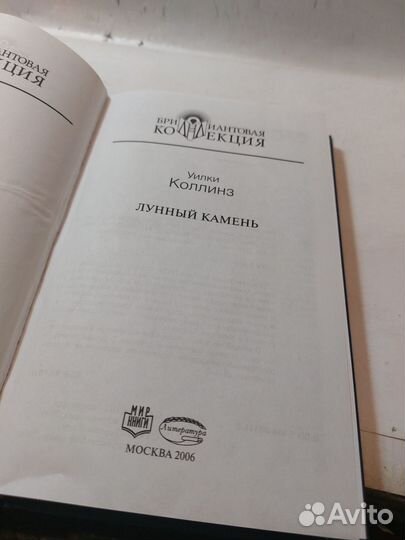 АНТОВАЯ
ЕКЦИЯ
БРИЛЛИАНТОВАЯ
КОЛЛЕКЦИЯ
Уилки
Коллинз
ЛУННЫЙ КАМЕНЬ
МИР
КНИГИ
Литература
МОСКВА 2006
Avito